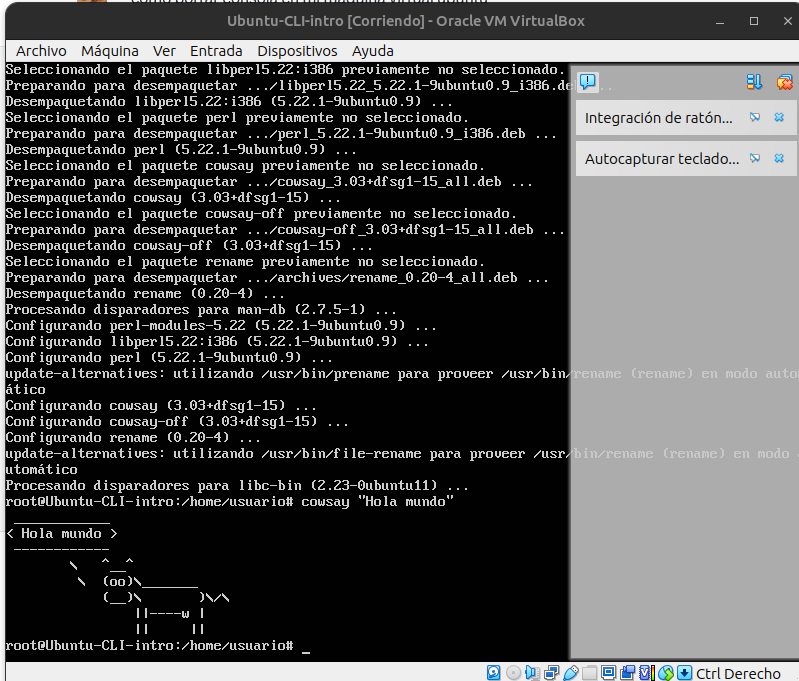 como borrar consola en mi maquina virtual ubuntu
Ubuntu-CLI-intro [Corriendo] - Oracle VM VirtualBox
Archivo Máquina Ver Entrada Dispositivos Ayuda
Seleccionando el paquete libperl5.22:i386 previamente no seleccionado.
Preparando para desempaquetar .../libperl5.22_5.22.1-9ubuntu0.9_i386.deb ...
Desempaquetando libperl5.22:i386 (5.22.1-9ubuntu0.9) ...
Seleccionando el paquete perl previamente no seleccionado.
Preparando para desempaquetar .../perl_5.22.1-9ubuntu0.9_i386.deb ...
Desempaquetando perl (5.22.1-9ubuntu0.9) ...
Seleccionando el paquete cowsay previamente no seleccionado.
Preparando para desempaquetar .../cowsay_3.03+dfsg1-15_all.deb ...
Desempaquetando cowsay (3.03+dfsg1-15) ...
Seleccionando el paquete cowsay-off previamente no seleccionado.
Preparando para desempaquetar .../cowsay-off_3.03+dfsg1-15_all.deb ...
Desempaquetando cowsay-off (3.03+dfsg1-15) ...
Seleccionando el paquete rename previamente no seleccionado.
Preparando para desempaquetar .../archives/rename_0.20-4_all.deb ...
Desempaquetando rename (0.20-4) ...
Procesando disparadores para man-db (2.7.5-1) ...
Configurando perl-modules-5.22 (5.22.1-9ubuntu0.9) ...
Configurando libperl5.22:i386 (5.22.1-9ubuntu0.9) ...
Configurando perl (5.22.1-9ubuntu0.9) ...
update-alternatives: utilizando /usr/bin/prename para proveer /usr/bin/rename (rename) en modo auto
ático
Configurando cowsay (3.03+dfsg1-15) ...
Configurando cowsay-off (3.03+dfsg1-15) ...
Configurando rename (0.20-4) ...
update-alternatives: utilizando /usr/bin/file-rename para proveer /usr/bin/rename (rename) en modo a
utomático
Procesando disparadores para libc-bin (2.23-0ubuntu11) ...
root@Ubuntu-CLI-intro:/home/usuario# cowsay "Hola mundo"
 ____________
< Hola mundo >
 ------------
        \   ^__^
         \  (oo)\_______
            (__)\       )\/\
                ||----w |
                ||     ||
root@Ubuntu-CLI-intro:/home/usuario# _
Integración de ratón...
Autocapturar teclado...
Ctrl Derecho